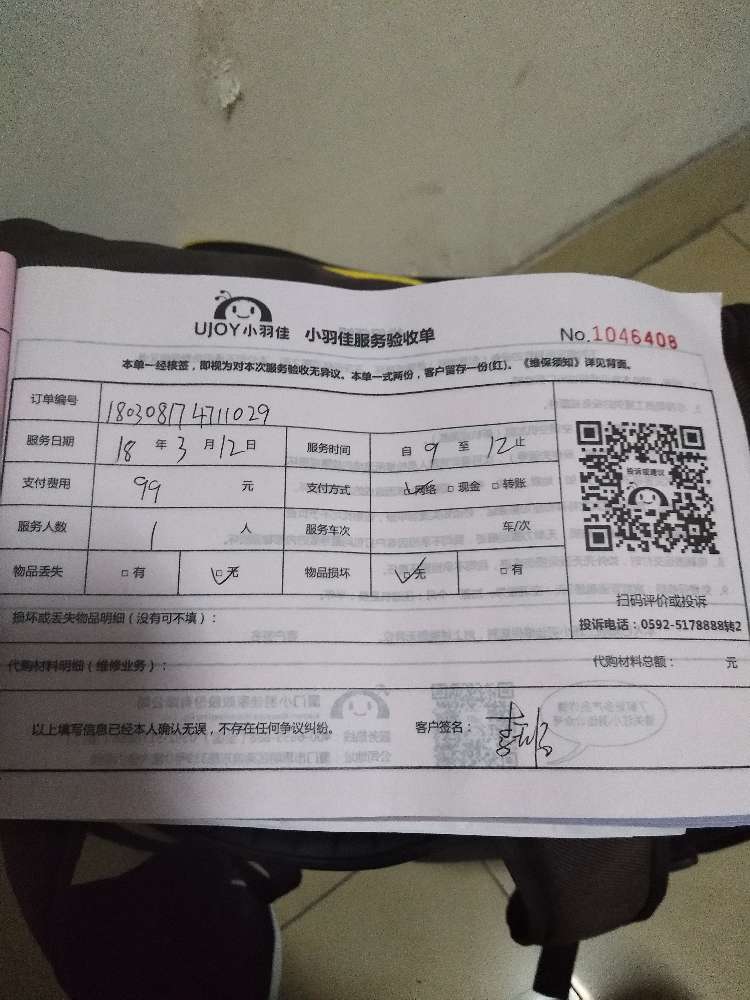 UJOY小羽佳 小羽佳服务验收单 No.1046408
本单一经核签，即视为对本次服务验收无异议。本单一式两份，客户留存一份(红)。《维保须知》详见背面。
订单编号 180308174711029
服务日期 18 年 3 月 12 日 服务时间 自 9 至 12 止
支付费用 99 元 支付方式 网络 现金 转账
服务人数 1 人 服务车次 车/次
物品丢失 有 无 物品损坏 无 有
投诉或建议
扫码评价或投诉
投诉电话：0592-5178888转2
损坏或丢失物品明细（没有可不填）：
代购材料明细（维修业务）： 代购材料总额： 元
以上填写信息已经本人确认无误，不存在任何争议纠纷。 客户签名：